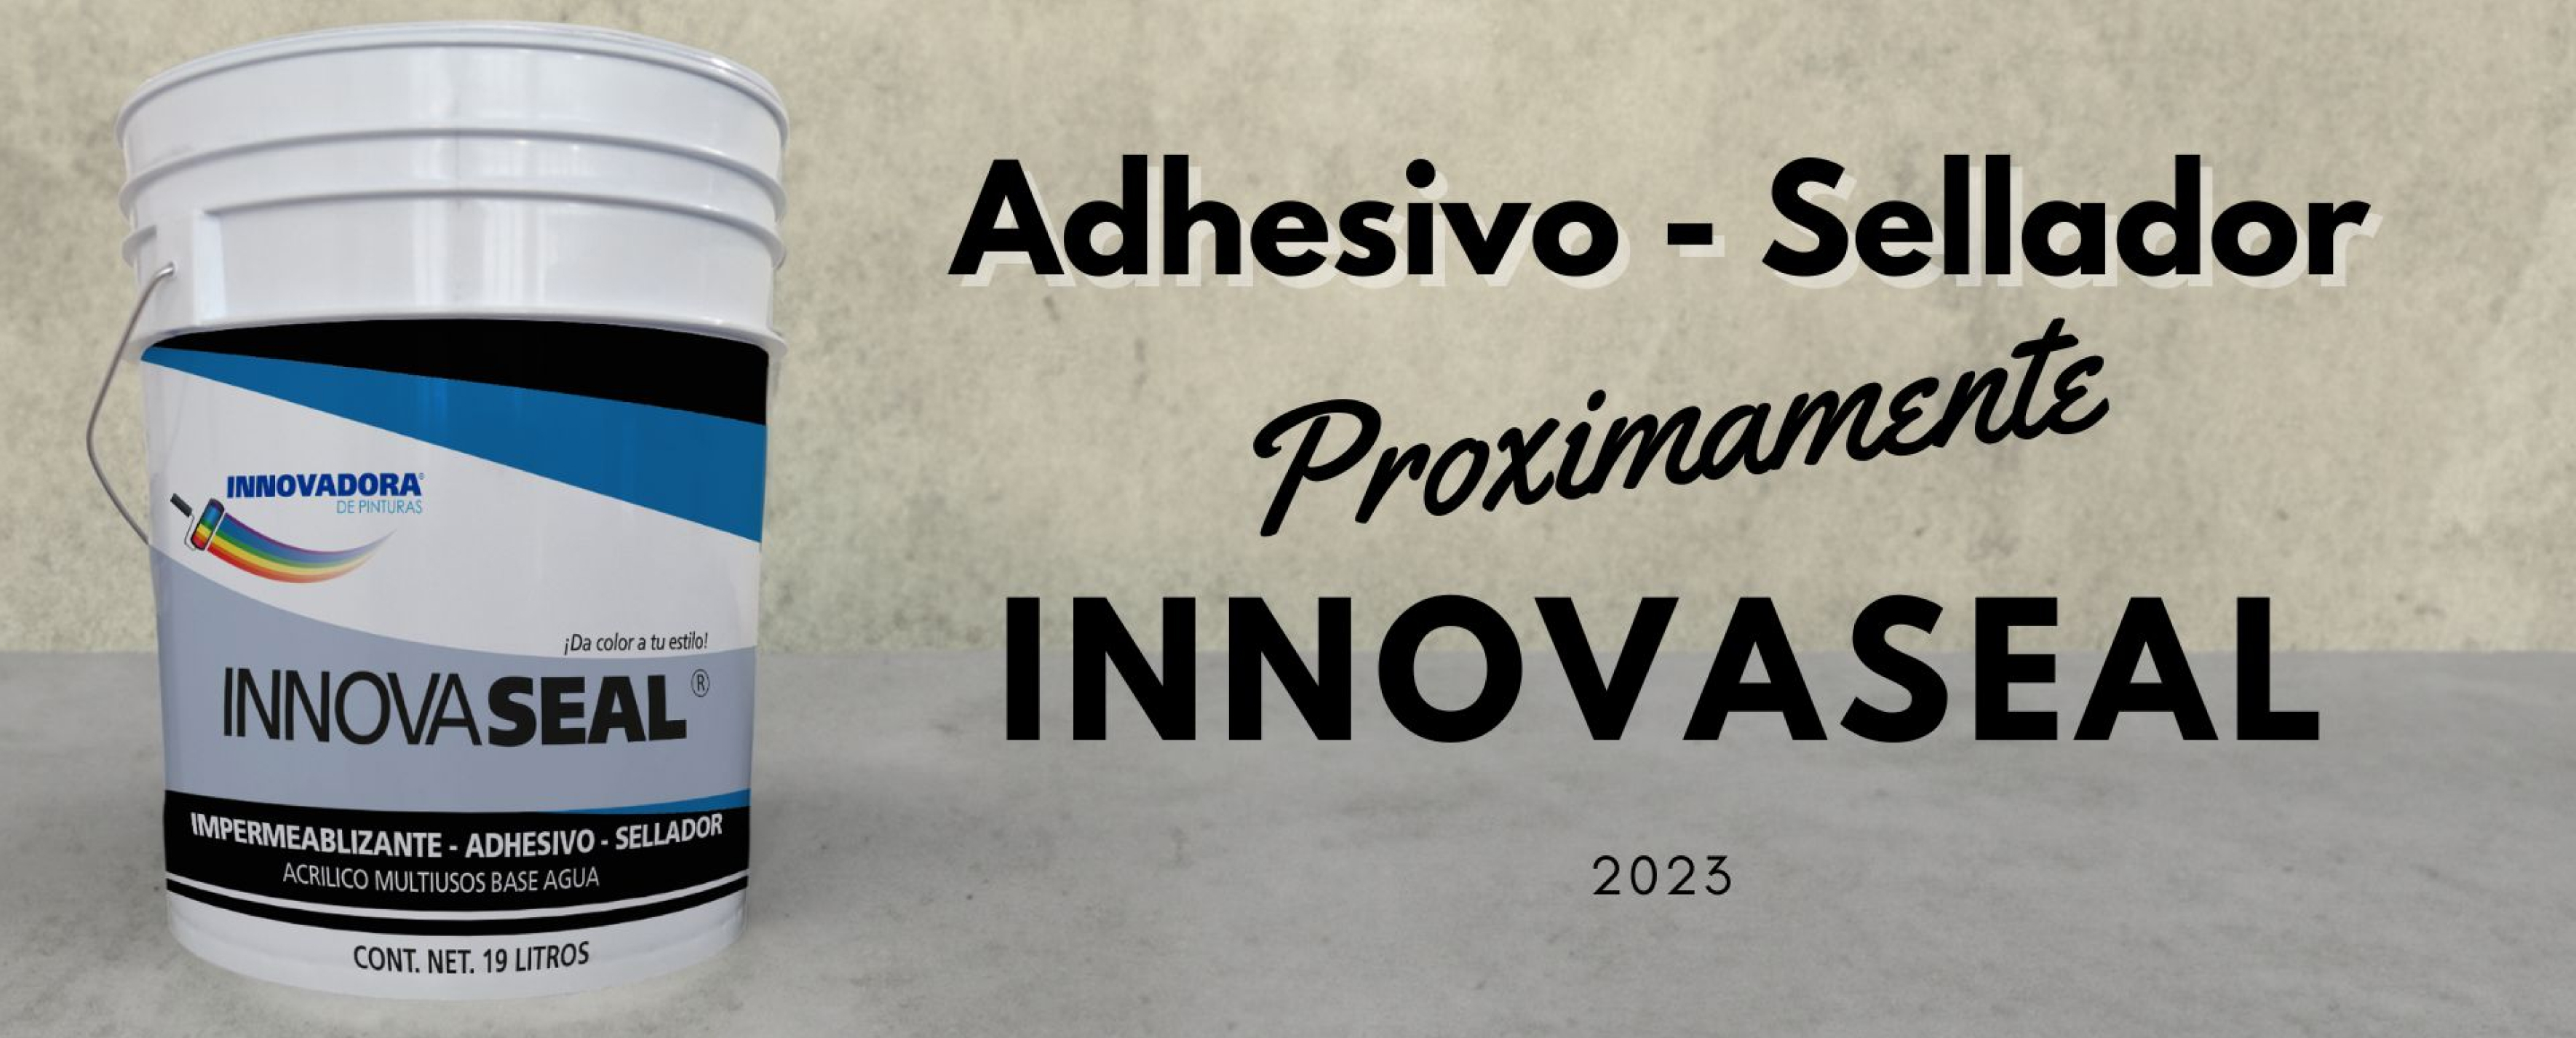 INNOVADORA®
DE PINTURAS
¡Da color a tu estilo!
INNOVASEAL®
IMPERMEABLIZANTE - ADHESIVO - SELLADOR
ACRILICO MULTIUSOS BASE AGUA
CONT. NET. 19 LITROS
Adhesivo - Sellador
Proximamente
INNOVASEAL
2023